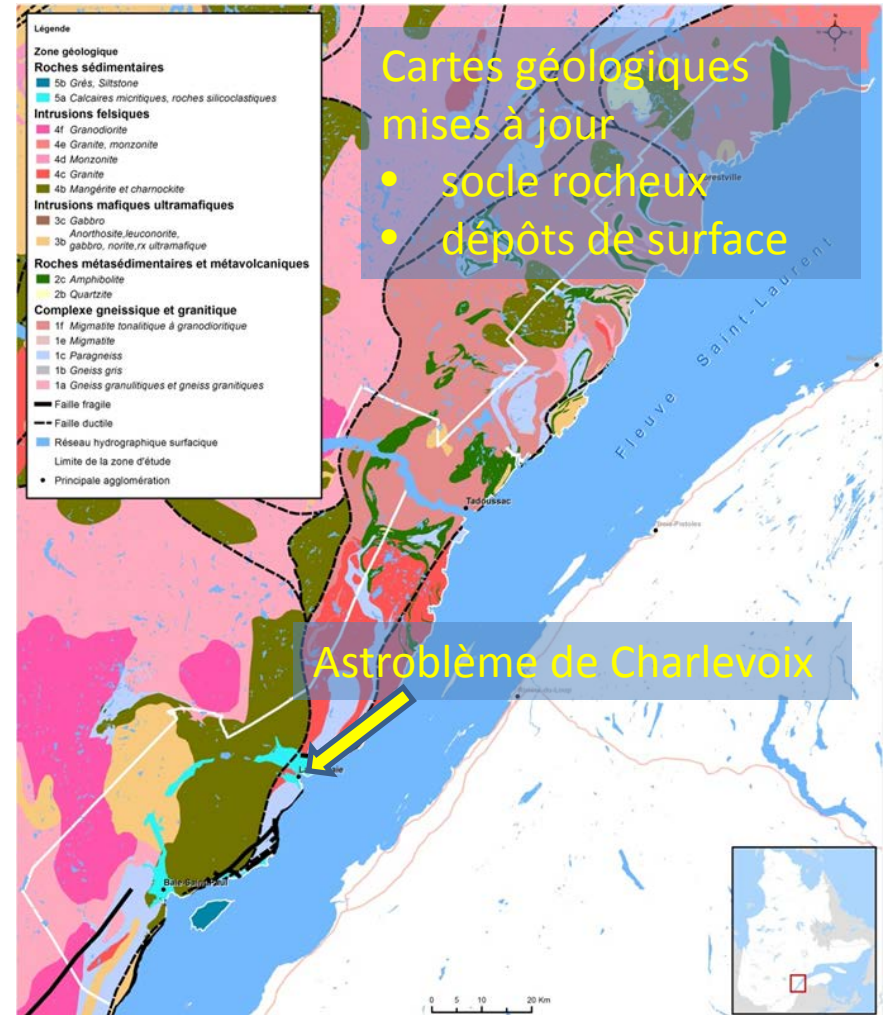 Légende
Zone géologique
Roches sédimentaires
5b Grès, Siltstone
5a Calcaires micritiques, roches silicoclastiques
Intrusions felsiques
4f Granodiorite
4e Granite, monzonite
4d Monzonite
4c Granite
4b Mangérite et charnockite
Intrusions mafiques ultramafiques
3c Gabbro
3b Anorthosite,leuconorite,
gabbro, norite,rx ultramafique
Roches métasédimentaires et métavolcaniques
2c Amphibolite
2b Quartzite
Complexe gneissique et granitique
1f Migmatite tonalitique à granodioritique
1e Migmatite
1c Paragneiss
1b Gneiss gris
1a Gneiss granulitiques et gneiss granitiques
Faille fragile
Faille ductile
Réseau hydrographique surfacique
Limite de la zone d'étude
Principale agglomération
Cartes géologiques
mises à jour
• socle rocheux
• dépôts de surface
Fleuve Saint-Laurent
Tadoussac
Trois-Pistoles
Astroblème de Charlevoix
Baie-Saint-Paul
0 5 10 20 Km